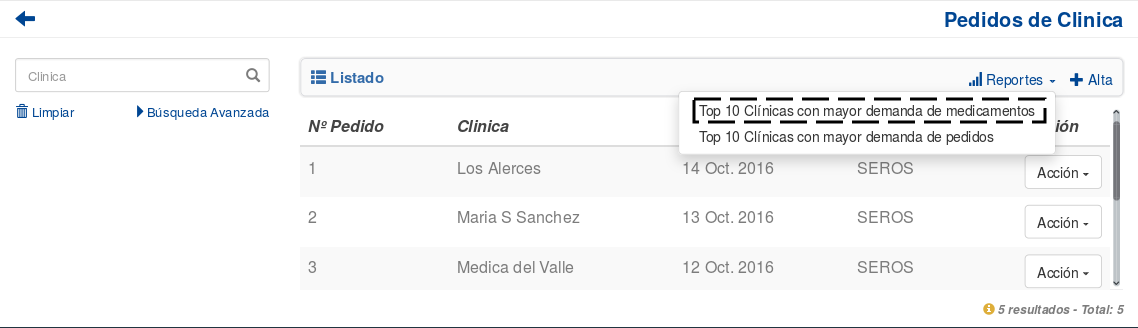 Pedidos de Clinica
Clinica
Limpiar
Búsqueda Avanzada
Listado
Reportes
Alta
Top 10 Clínicas con mayor demanda de medicamentos
Top 10 Clínicas con mayor demanda de pedidos
Nº Pedido Clinica ión
1 Los Alerces 14 Oct. 2016 SEROS Acción
2 Maria S Sanchez 13 Oct. 2016 SEROS Acción
3 Medica del Valle 12 Oct. 2016 SEROS Acción
5 resultados - Total: 5